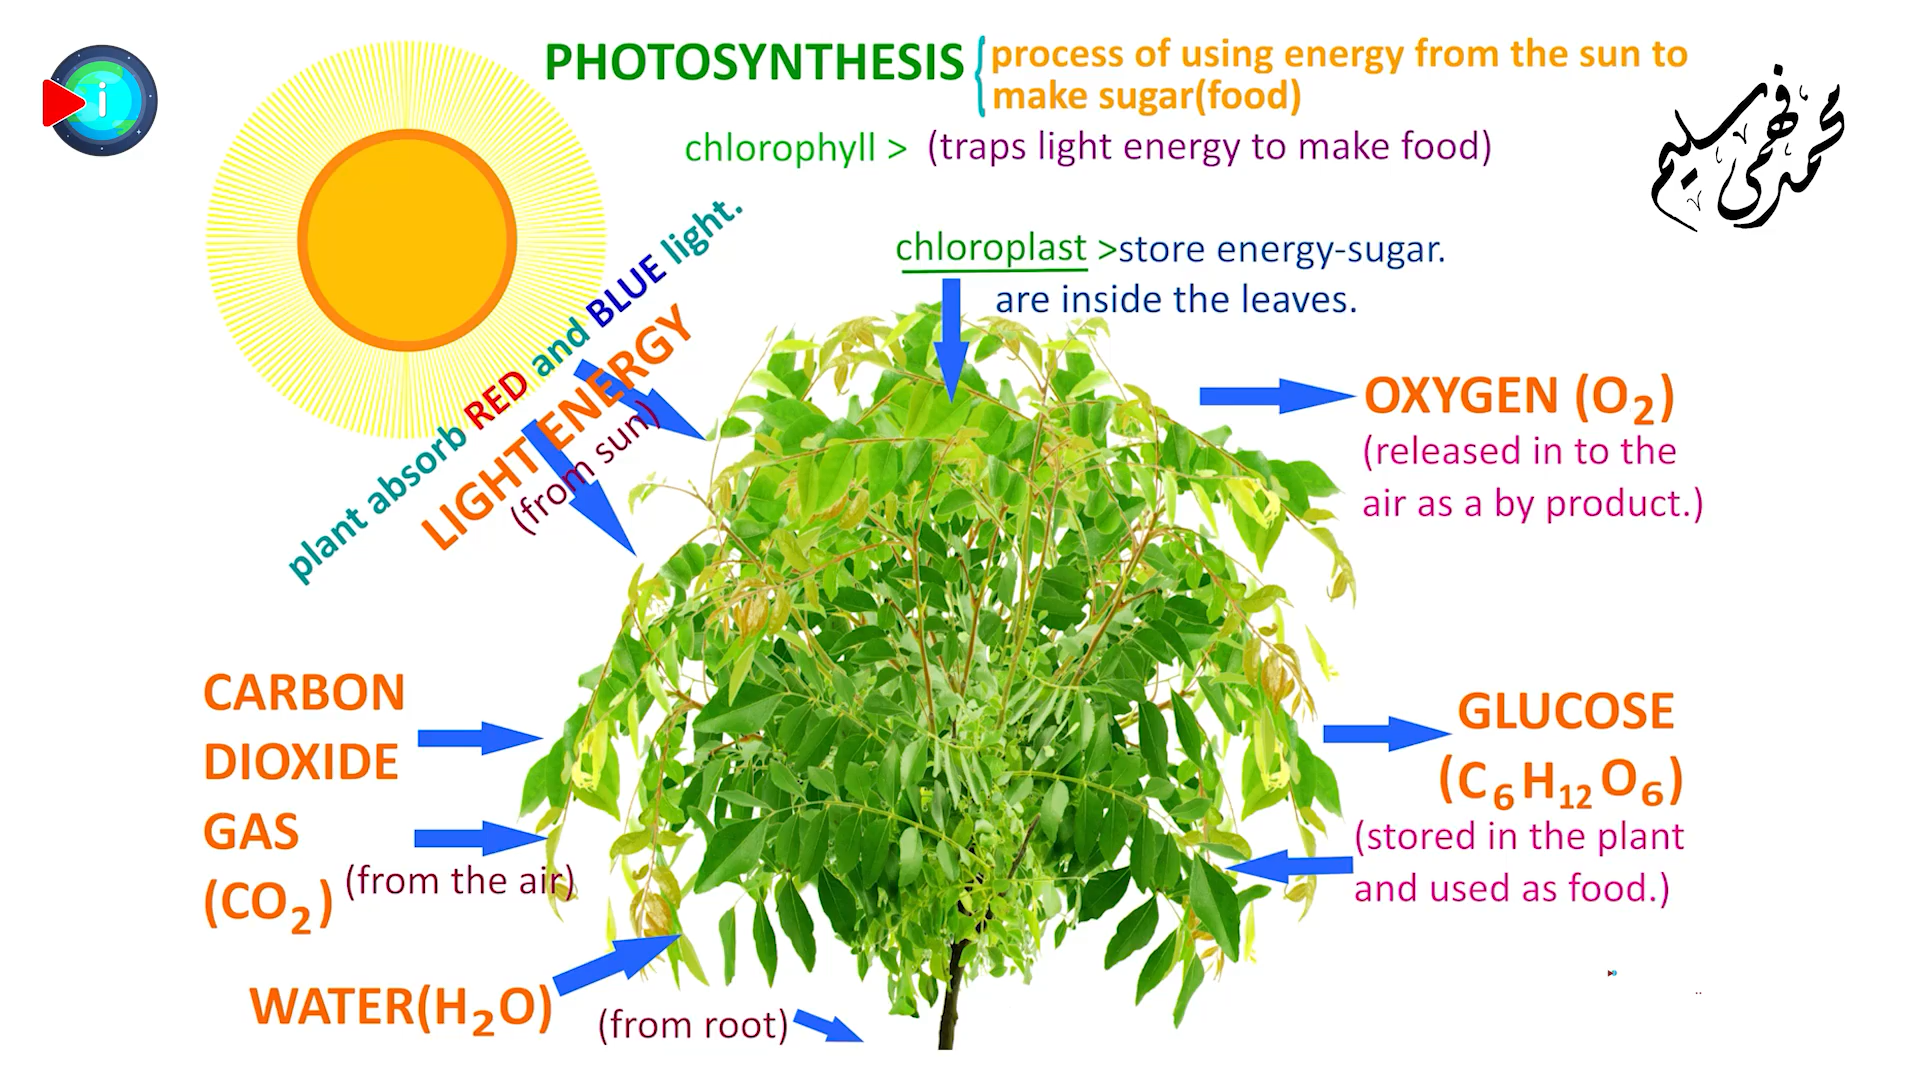 i
PHOTOSYNTHESIS
process of using energy from the sun to
make sugar(food)
chlorophyll > (traps light energy to make food)
محمد فهمي سليم
chloroplast >store energy-sugar.
are inside the leaves.
plant absorb RED and BLUE light.
LIGHT ENERGY
(from sun)
OXYGEN (O₂)
(released in to the
air as a by product.)
CARBON
DIOXIDE
GAS
(CO₂) (from the air)
GLUCOSE
(C₆H₁₂O₆)
(stored in the plant
and used as food.)
WATER(H₂O)
(from root)